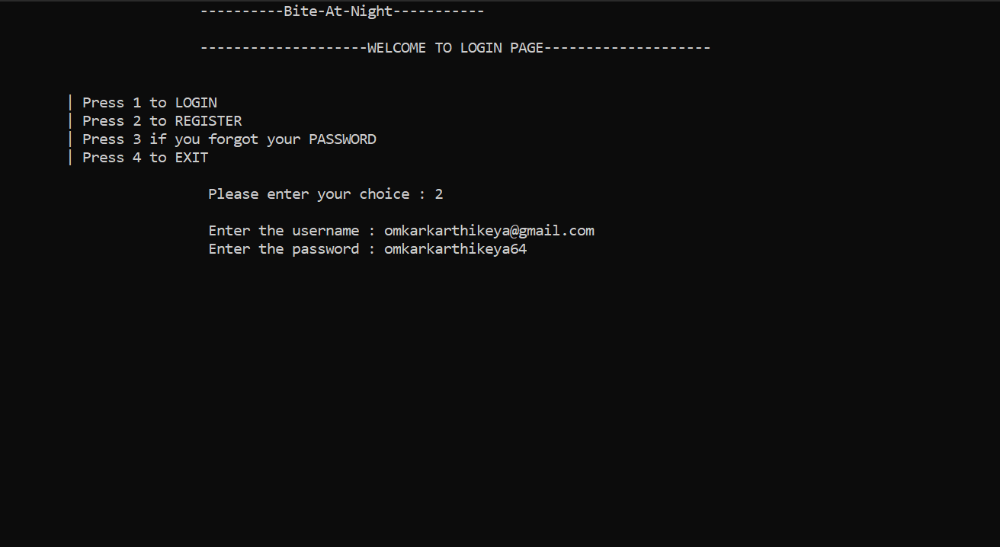 ----------Bite-At-Night-----------
--------------------WELCOME TO LOGIN PAGE--------------------
| Press 1 to LOGIN
| Press 2 to REGISTER
| Press 3 if you forgot your PASSWORD
| Press 4 to EXIT
Please enter your choice : 2
Enter the username : omkarkarthikeya@gmail.com
Enter the password : omkarkarthikeya64